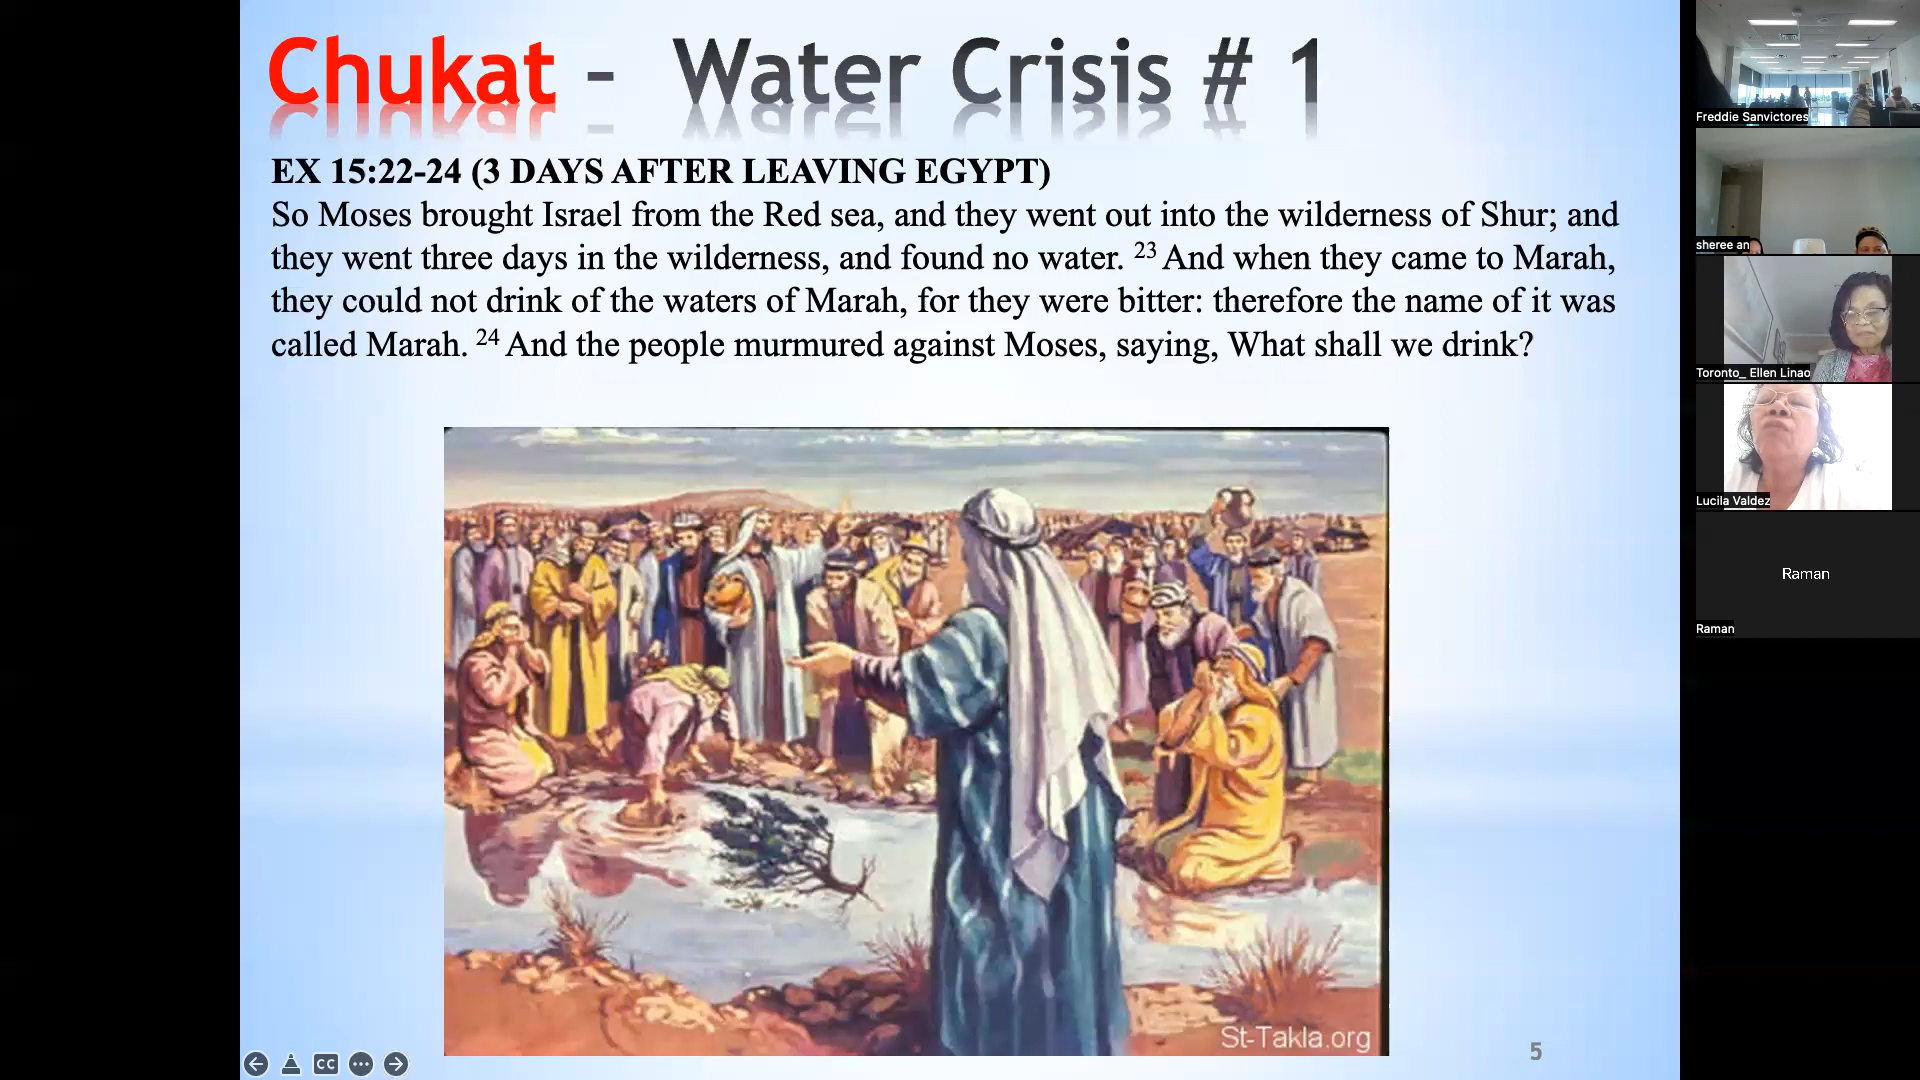 Chukat - Water Crisis # 1
EX 15:22-24 (3 DAYS AFTER LEAVING EGYPT)
So Moses brought Israel from the Red sea, and they went out into the wilderness of Shur; and
they went three days in the wilderness, and found no water. 23 And when they came to Marah,
they could not drink of the waters of Marah, for they were bitter: therefore the name of it was
called Marah. 24 And the people murmured against Moses, saying, What shall we drink?
St-Takla.org
5
CC
Freddie Sanvictores
sheree an
Toronto_ Ellen Linao
Lucila Valdez
Raman
Raman